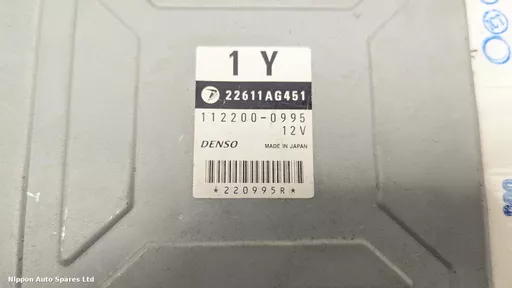 1 Y
22611AG451
112200-0995
12V
DENSO MADE IN JAPAN
*220995R*
Nippon Auto Spares Ltd